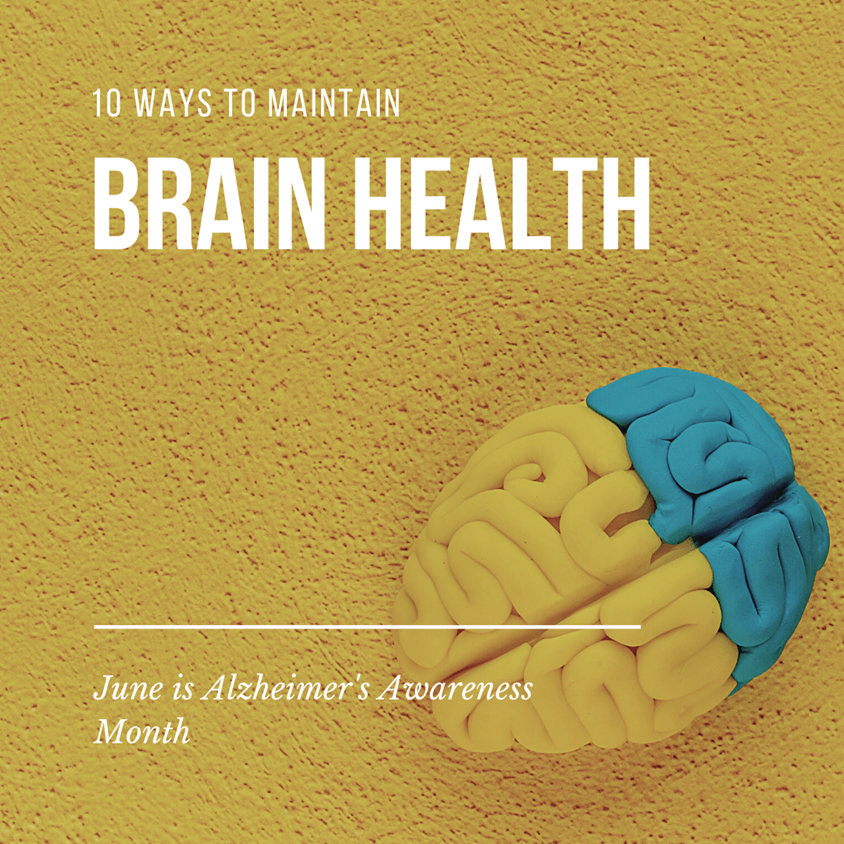 10 WAYS TO MAINTAIN
BRAIN HEALTH
June is Alzheimer's Awareness
Month